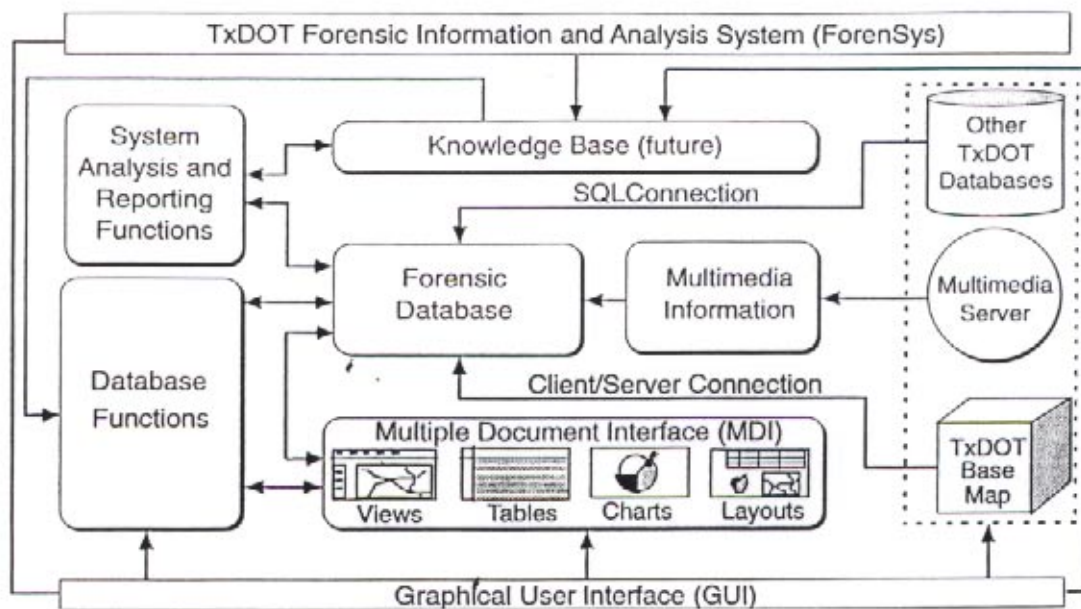 TxDOT Forensic Information and Analysis System (ForenSys)
System
Analysis and
Reporting
Functions
Knowledge Base (future)
Other
TxDOT
Databases
SQLConnection
Forensic
Database
Multimedia
Information
Multimedia
Server
Database
Functions
Client/Server Connection
Multiple Document Interface (MDI)
Views
Tables
Charts
Layouts
TxDOT
Base
Map
Graphical User Interface (GUI)